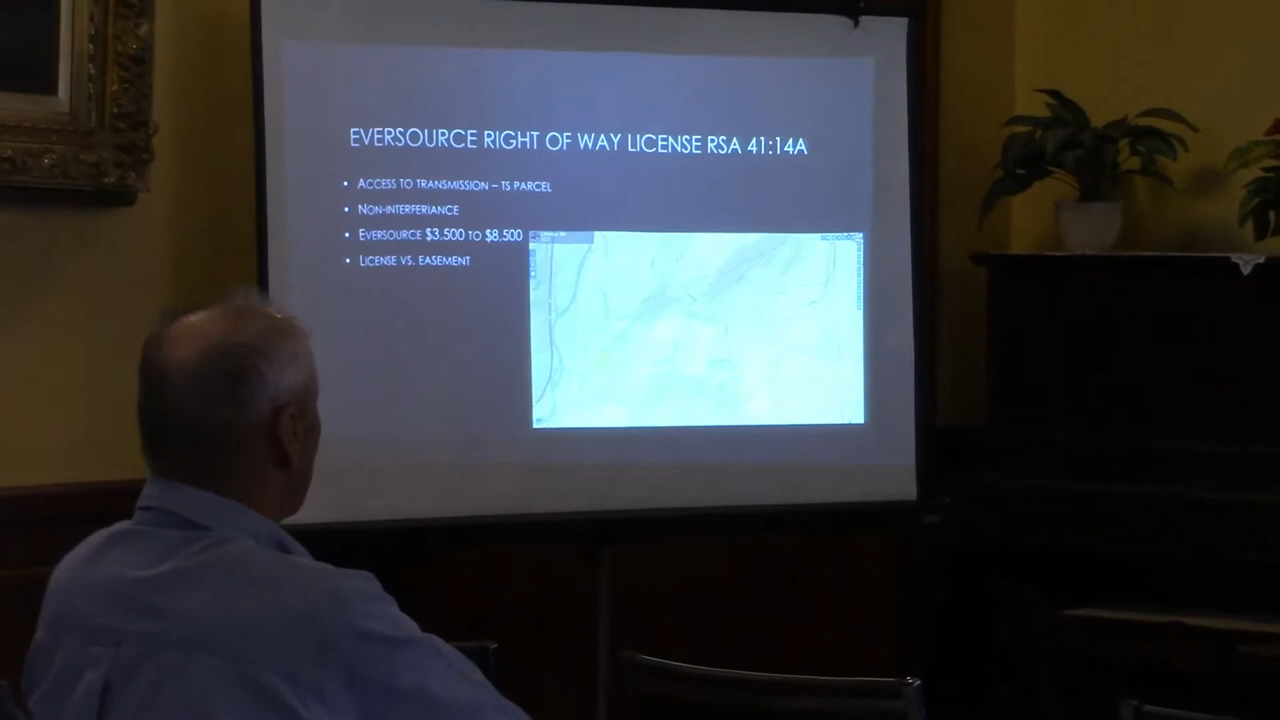 EVERSOURCE RIGHT OF WAY LICENSE RSA 41:14A
ACCESS TO TRANSMISSION – TS PARCEL
NON-INTERFERIANCE
EVERSOURCE $3,500 TO $8,500
LICENSE VS. EASEMENT